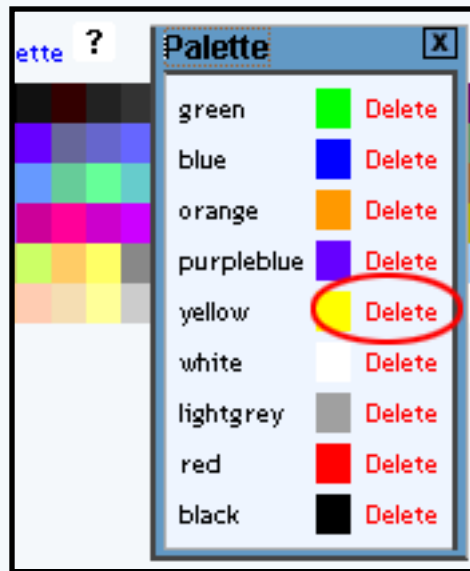 ette ?
Palette X
green Delete
blue Delete
orange Delete
purpleblue Delete
yellow Delete
white Delete
lightgrey Delete
red Delete
black Delete